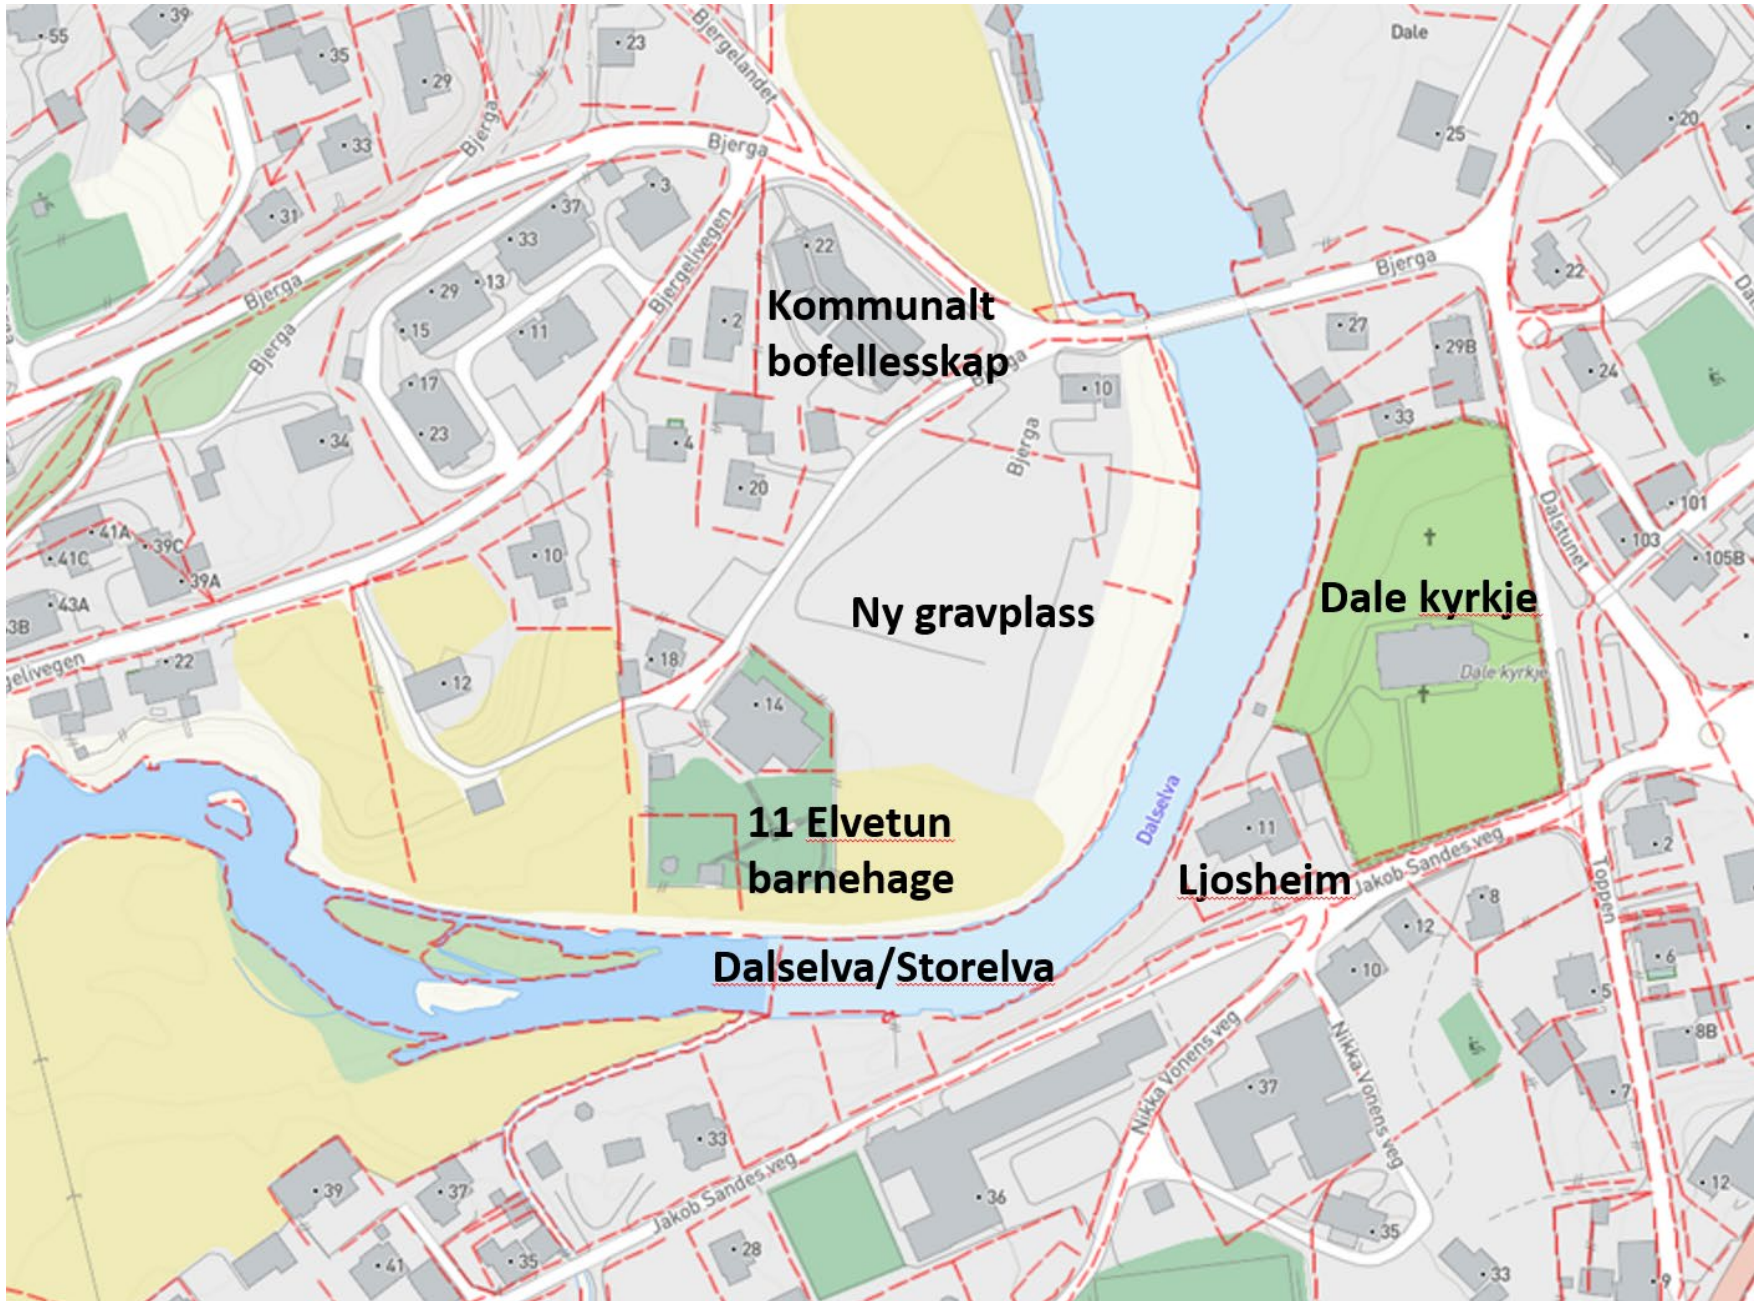 55
39
35
29
33
31
23
Bjerga
Bjergelandet
Bjerga
Dale
20
25
3
37
33
13
29
15
11
17
23
34
Bjerga
Bjerga
Bjergelivegen
22
2
Kommunalt
bofellesskap
Bjerga
10
Bjerga
Bjerga
27
29B
33
22
24
4
20
10
41A
41C
39C
39A
43A
3B
gelivegen
22
12
18
14
Ny gravplass
Dale kyrkje
Dale kyrkje
Dalstunet
101
103
105B
11 Elvetun
barnehage
Dalselva
11
Ljosheim
Jakob Sandes veg
Toppen
2
8
12
10
6
5
8B
7
12
9
Dalselva/Storelva
Nikka Vonens veg
Nikka Vonens veg
37
33
39
37
Jakob Sandes veg
36
35
41
35
28
33